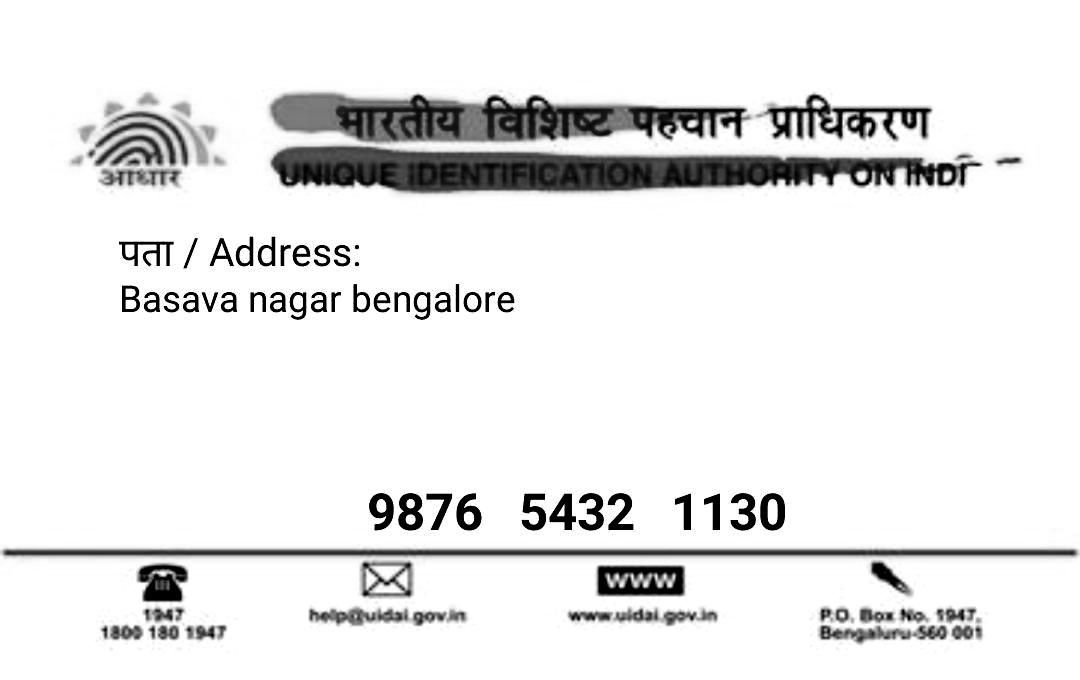 आधार
भारतीय विशिष्ट पहचान प्राधिकरण
UNIQUE IDENTIFICATION AUTHORITY ON INDI
पता / Address:
Basava nagar bengalore
9876 5432 1130
1947
1800 180 1947
help@uidai.gov.in
www
www.uidai.gov.in
P.O. Box No. 1947,
Bengaluru-560 001